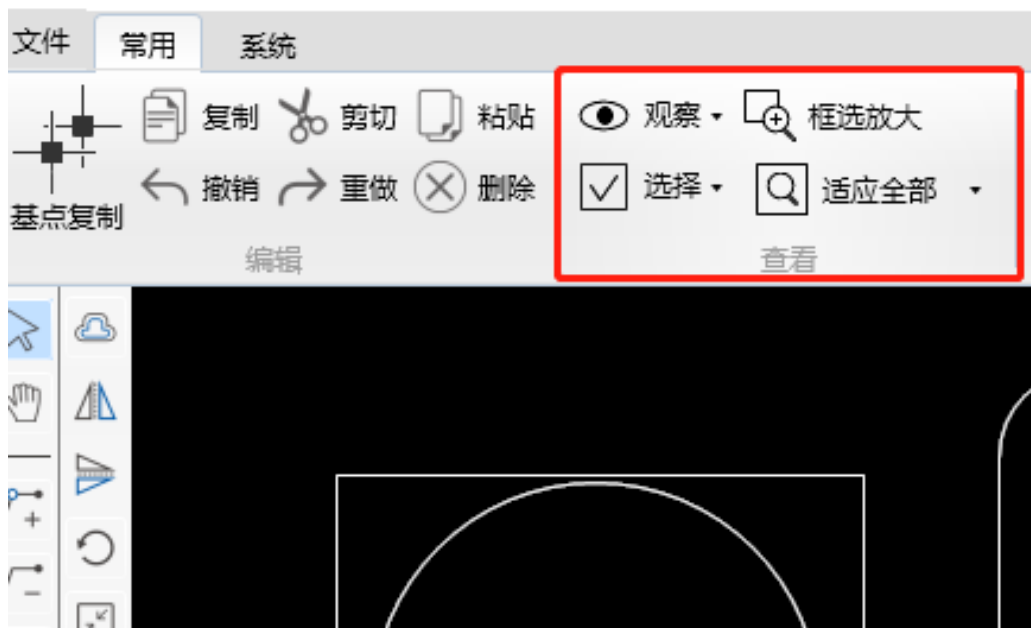 文件 常用 系统
复制 剪切 粘贴 观察 框选放大
撤销 重做 删除 选择 适应全部
基点复制
编辑 查看